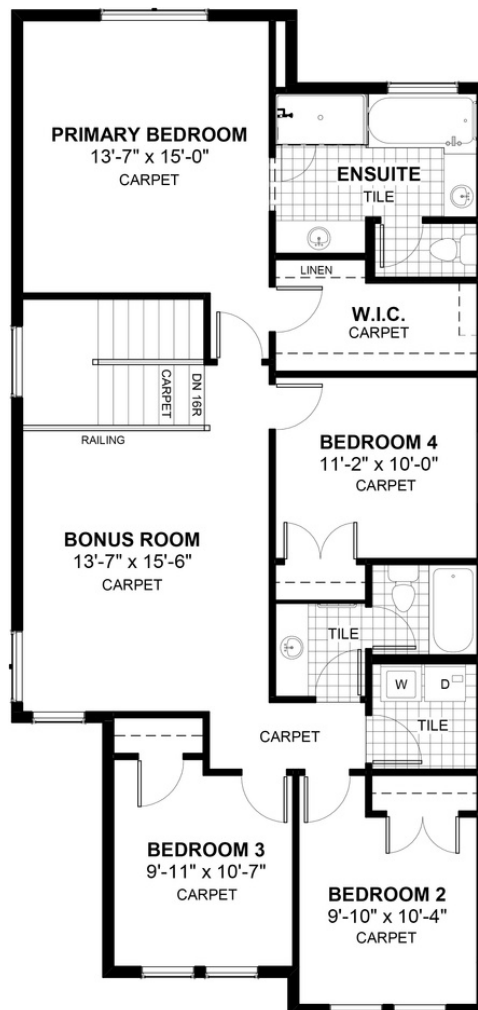 PRIMARY BEDROOM
13'-7" x 15'-0"
CARPET
ENSUITE
TILE
LINEN
W.I.C.
CARPET
DN 16R
CARPET
RAILING
BEDROOM 4
11'-2" x 10'-0"
CARPET
BONUS ROOM
13'-7" x 15'-6"
CARPET
TILE
W
D
TILE
CARPET
BEDROOM 3
9'-11" x 10'-7"
CARPET
BEDROOM 2
9'-10" x 10'-4"
CARPET